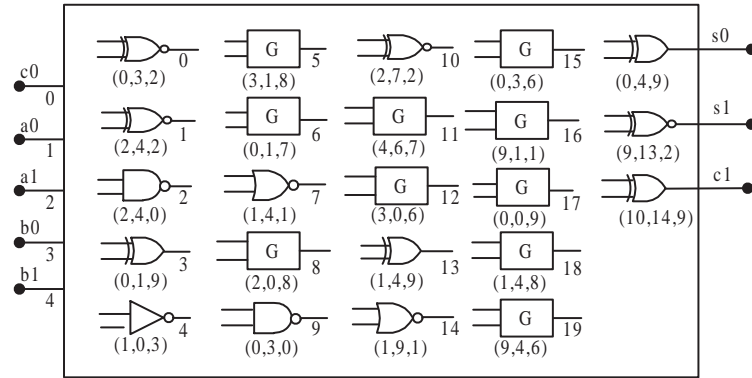 G G s0
c0 0 5 10 15
0 (0,3,2) (3,1,8) (2,7,2) (0,3,6) (0,4,9)
a0 G G G s1
1 1 6 11 16
(2,4,2) (0,1,7) (4,6,7) (9,1,1) (9,13,2)
a1 G G c1
2 2 7 12 17
(2,4,0) (1,4,1) (3,0,6) (0,0,9) (10,14,9)
b0 G G
3 3 8 13 18
(0,1,9) (2,0,8) (1,4,9) (1,4,8)
b1 G
4 4 9 14 19
(1,0,3) (0,3,0) (1,9,1) (9,4,6)